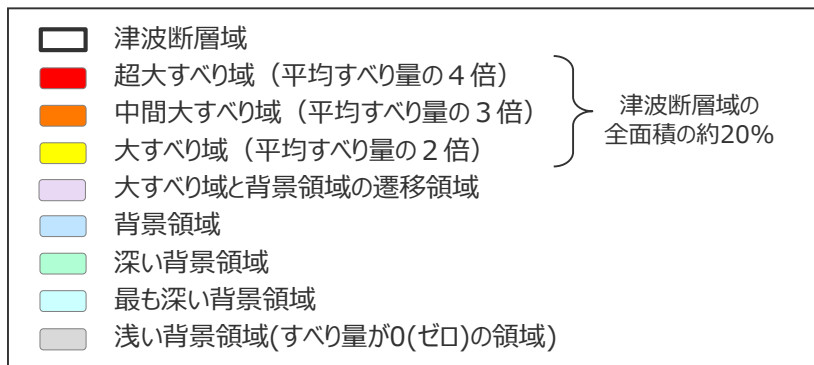 津波断層域
超大すべり域（平均すべり量の４倍）
中間大すべり域（平均すべり量の３倍）
大すべり域（平均すべり量の２倍）
津波断層域の
全面積の約20%
大すべり域と背景領域の遷移領域
背景領域
深い背景領域
最も深い背景領域
浅い背景領域(すべり量が0(ゼロ)の領域)